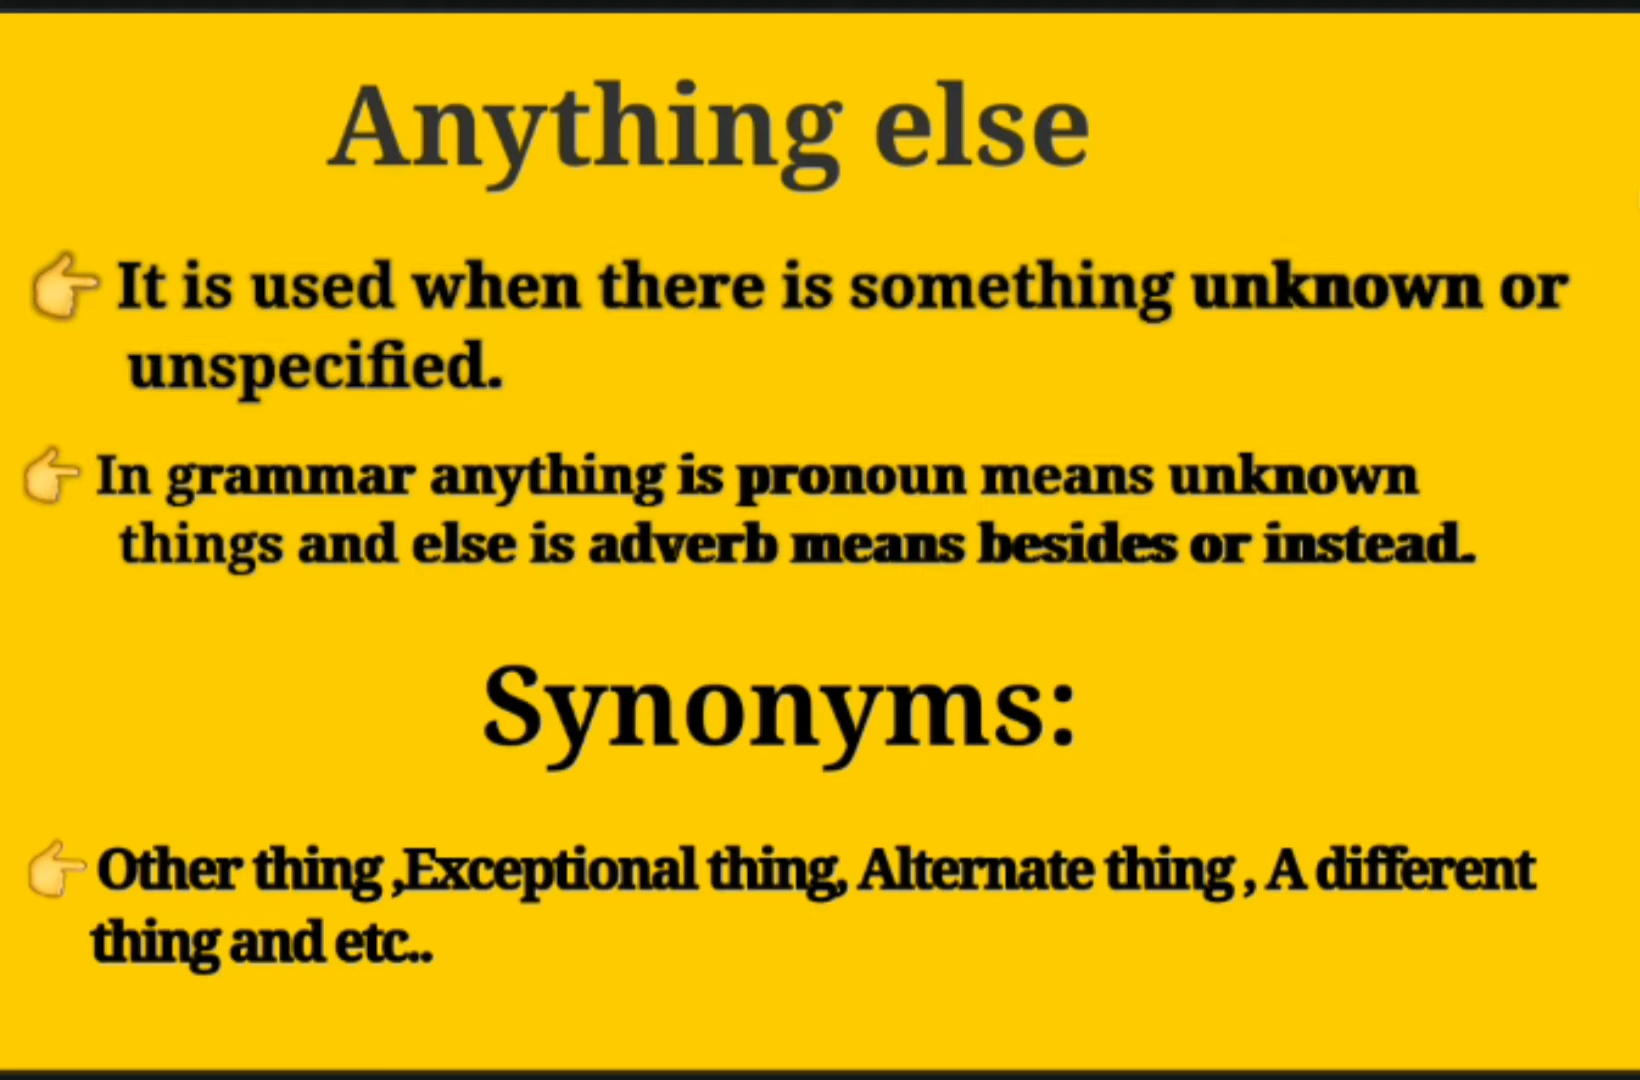 Anything else
👉 It is used when there is something unknown or
unspecified.
👉 In grammar anything is pronoun means unknown
things and else is adverb means besides or instead.
Synonyms:
👉 Other thing ,Exceptional thing, Alternate thing , A different
thing and etc..